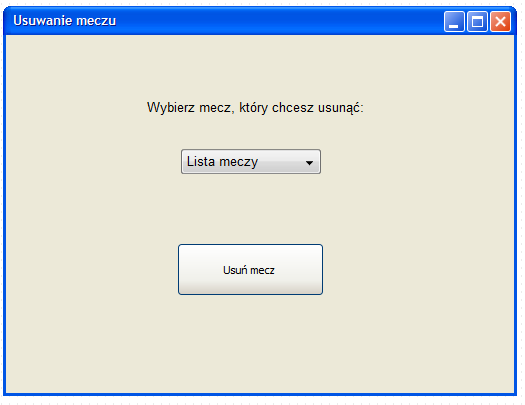 Usuwanie meczu
Wybierz mecz, który chcesz usunąć:
Lista meczy
Usuń mecz